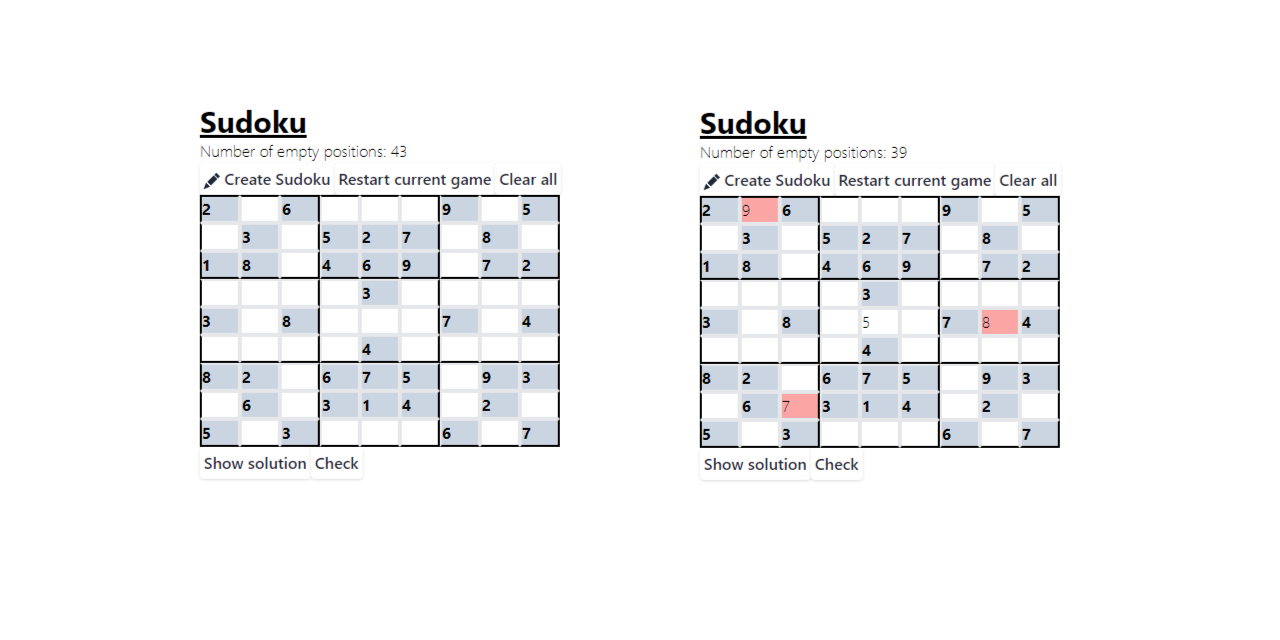 Sudoku
Number of empty positions: 43
Create Sudoku Restart current game Clear all
2 6 9 5
3 5 2 7 8
1 8 4 6 9 7 2
3
3 8 7 4
4
8 2 6 7 5 9 3
6 3 1 4 2
5 3 6 7
Show solution Check
Sudoku
Number of empty positions: 39
Create Sudoku Restart current game Clear all
2 9 6 9 5
3 5 2 7 8
1 8 4 6 9 7 2
3
3 8 5 7 8 4
4
8 2 6 7 5 9 3
6 7 3 1 4 2
5 3 6 7
Show solution Check